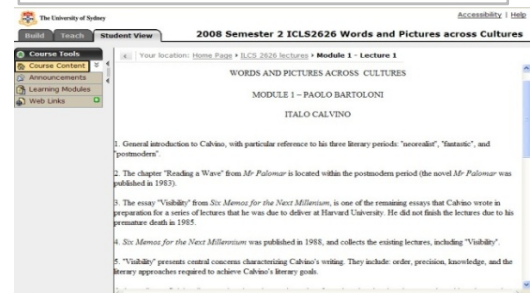 The University of Sydney
Accessibility | Help
Build Teach Student View
2008 Semester 2 ICLS2626 Words and Pictures across Cultures
Course Tools
Course Content
Announcements
Learning Modules
Web Links
Your location: Home Page › ILCS 2626 lectures › Module 1 - Lecture 1
WORDS AND PICTURES ACROSS CULTURES
MODULE 1 – PAOLO BARTOLONI
ITALO CALVINO
1. General introduction to Calvino, with particular reference to his three literary periods: "neorealist", "fantastic", and
"postmodern".
2. The chapter "Reading a Wave" from Mr Palomar is located within the postmodern period (the novel Mr Palomar was
published in 1983).
3. The essay "Visibility" from Six Memos for the Next Millenium, is one of the remaining essays that Calvino wrote in
preparation for a series of lectures that he was due to deliver at Harvard University. He did not finish the lectures due to his
premature death in 1985.
4. Six Memos for the Next Millennium was published in 1988, and collects the existing lectures, including "Visibility".
5. "Visibility" presents central concerns characterizing Calvino's writing. They include: order, precision, knowledge, and the
literary approaches required to achieve Calvino's literary goals.